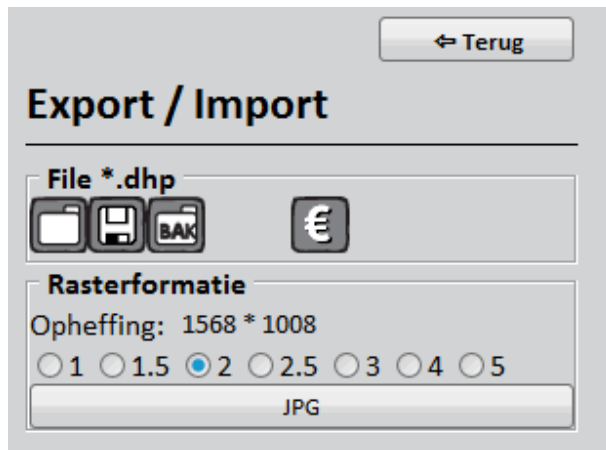 ⇦ Terug
Export / Import
File *.dhp
BAK €
Rasterformatie
Opheffing: 1568 * 1008
1 1.5 2 2.5 3 4 5
JPG